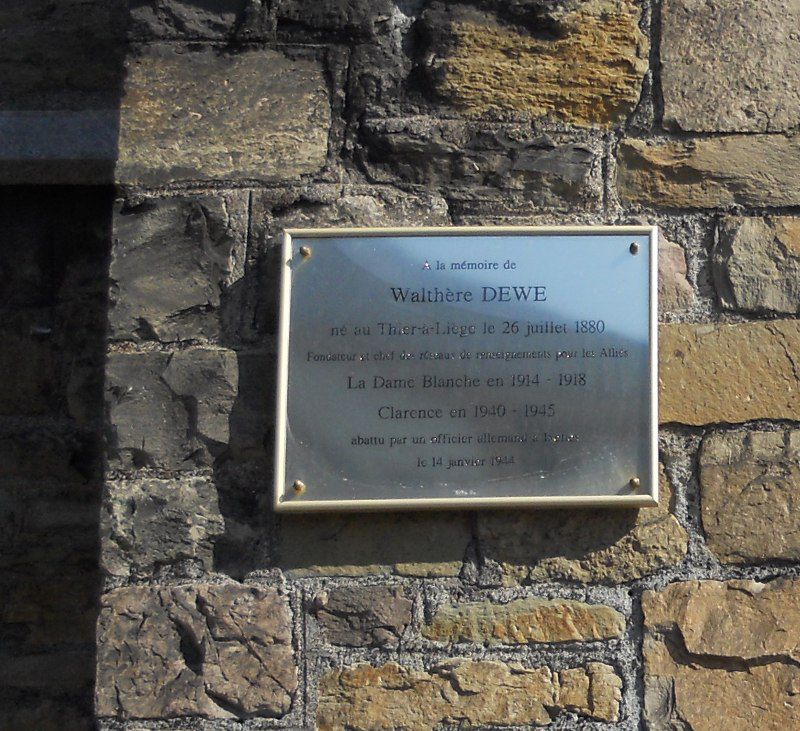 A la mémoire de
Walthère DEWE
né au Thier-à-Liège le 26 juillet 1880
Fondateur et chef des réseaux de renseignements pour les Alliés
La Dame Blanche en 1914 - 1918
Clarence en 1940 - 1945
abattu par un officier allemand à
le 14 janvier 1944